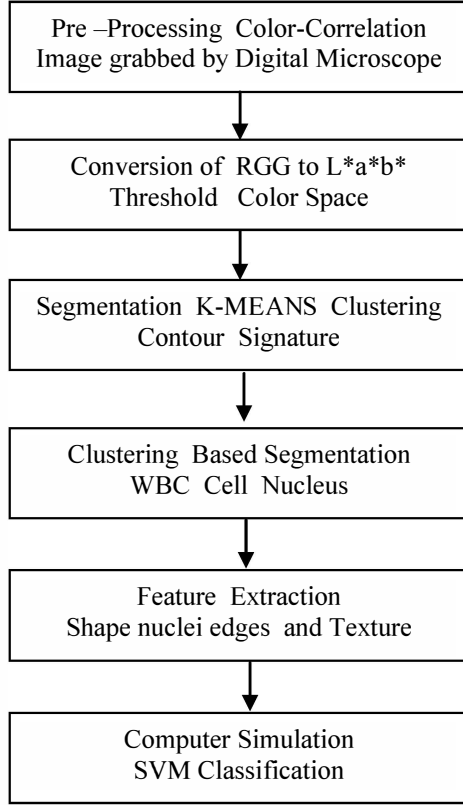 Pre –Processing Color-Correlation
Image grabbed by Digital Microscope
Conversion of RGG to L*a*b*
Threshold Color Space
Segmentation K-MEANS Clustering
Contour Signature
Clustering Based Segmentation
WBC Cell Nucleus
Feature Extraction
Shape nuclei edges and Texture
Computer Simulation
SVM Classification